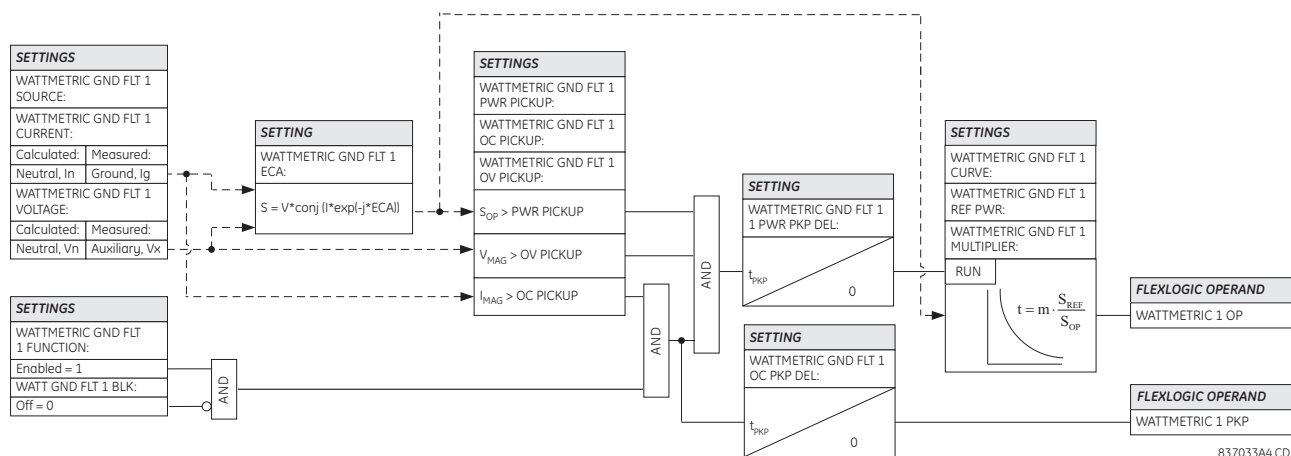 SETTINGS
WATTMETRIC GND FLT 1
SOURCE:
WATTMETRIC GND FLT 1
CURRENT:
Calculated: Measured:
Neutral, In Ground, Ig
WATTMETRIC GND FLT 1
VOLTAGE:
Calculated: Measured:
Neutral, Vn Auxiliary, Vx
SETTINGS
WATTMETRIC GND FLT
1 FUNCTION:
Enabled = 1
WATT GND FLT 1 BLK:
Off = 0
AND
SETTING
WATTMETRIC GND FLT 1
ECA:
S = V*conj (I*exp(-j*ECA))
SETTINGS
WATTMETRIC GND FLT 1
PWR PICKUP:
WATTMETRIC GND FLT 1
OC PICKUP:
WATTMETRIC GND FLT 1
OV PICKUP:
SOP > PWR PICKUP
VMAG > OV PICKUP
IMAG > OC PICKUP
AND
AND
SETTING
WATTMETRIC GND FLT 1
1 PWR PKP DEL:
tPKP
0
SETTING
WATTMETRIC GND FLT 1
OC PKP DEL:
tPKP
0
SETTINGS
WATTMETRIC GND FLT 1
CURVE:
WATTMETRIC GND FLT 1
REF PWR:
WATTMETRIC GND FLT 1
MULTIPLIER:
RUN
t = m · SREF / SOP
FLEXLOGIC OPERAND
WATTMETRIC 1 OP
FLEXLOGIC OPERAND
WATTMETRIC 1 PKP
837033A4.CDR